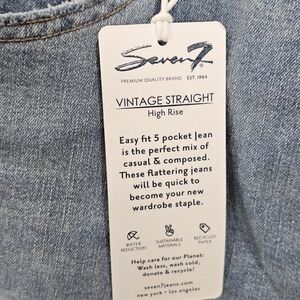 Seven7
PREMIUM QUALITY BRAND EST. 1964
VINTAGE STRAIGHT
High Rise
Easy fit 5 pocket jean
is the perfect mix of
casual & composed.
These flattering jeans
will be quick to
become your new
wardrobe staple.
WATER REDUCTION
SUSTAINABLE MATERIALS
RECYCLED PAPER
Help care for our Planet:
Wash less, wash cold,
donate & recycle!
seven7jeans.com
new york • los angeles